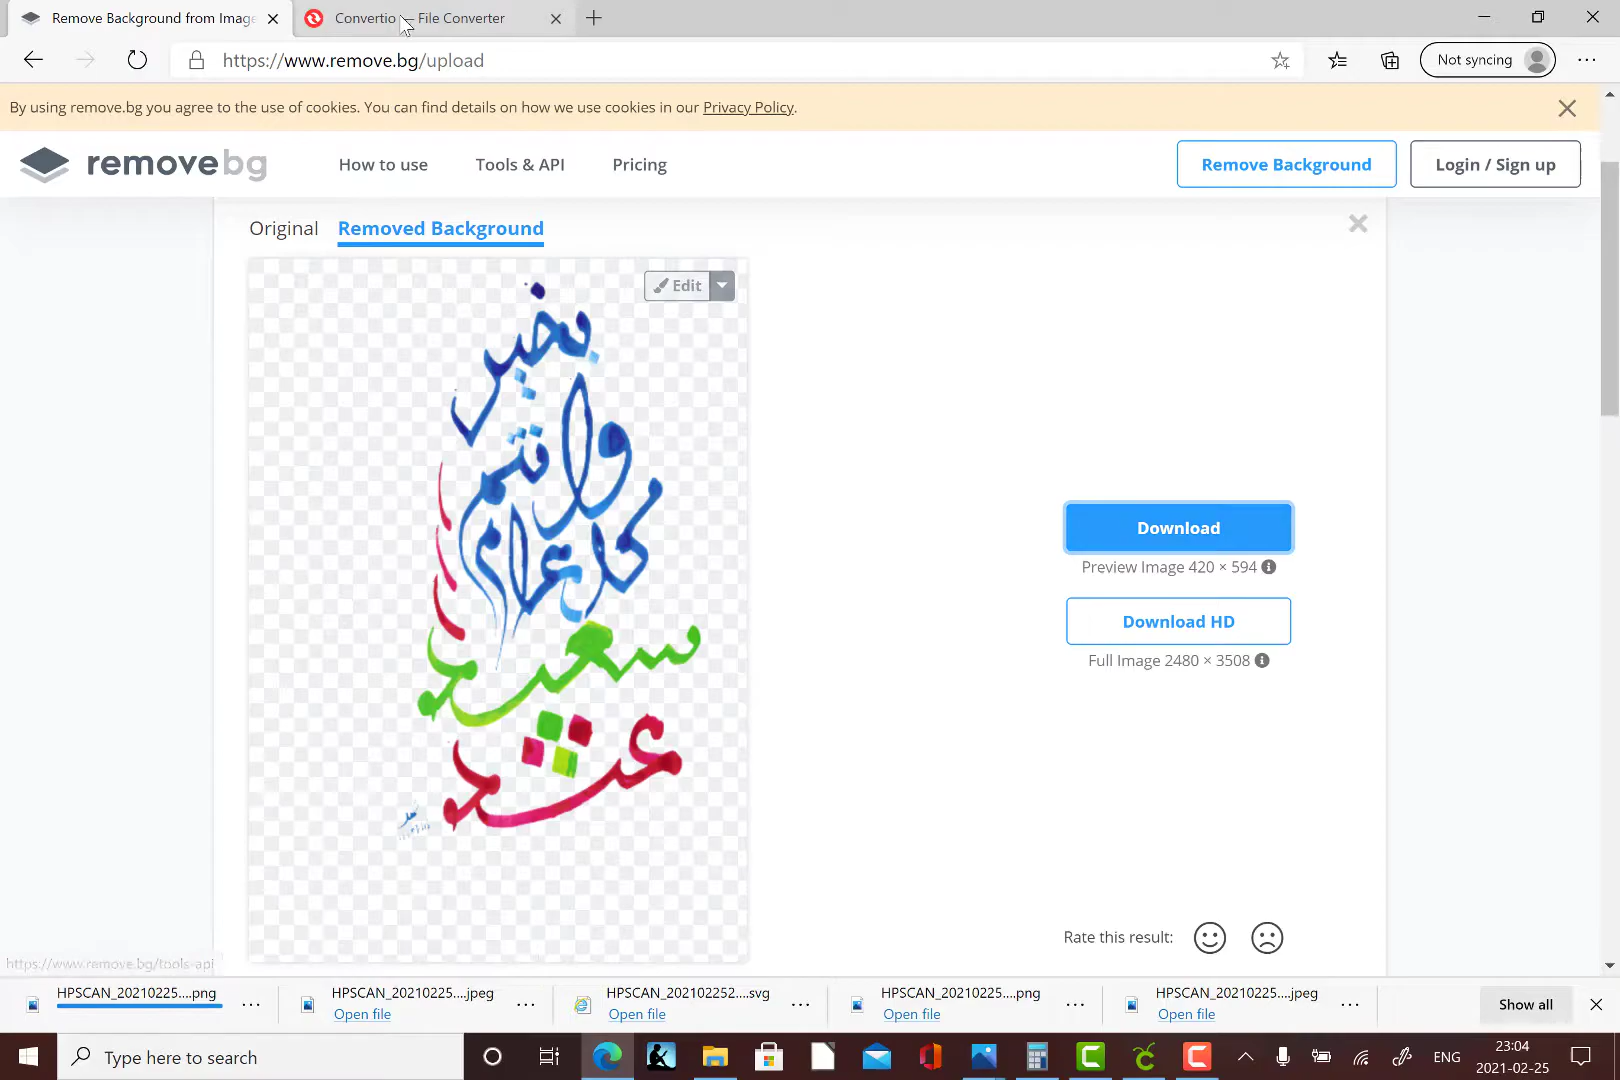 Remove Background from Image
Convertio — File Converter
https://www.remove.bg/upload
Not syncing
By using remove.bg you agree to the use of cookies. You can find details on how we use cookies in our Privacy Policy.
removebg
How to use
Tools & API
Pricing
Remove Background
Login / Sign up
Original
Removed Background
Edit
بخير
وانتم
كل عام
سعيد
عيد
Download
Preview Image 420 × 594
Download HD
Full Image 2480 × 3508
Rate this result:
https://www.remove.bg/tools-api
HPSCAN_20210225....png
HPSCAN_20210225....jpeg
Open file
HPSCAN_202102252....svg
Open file
HPSCAN_20210225....png
Open file
HPSCAN_20210225....jpeg
Open file
Show all
Type here to search
ENG
23:04
2021-02-25